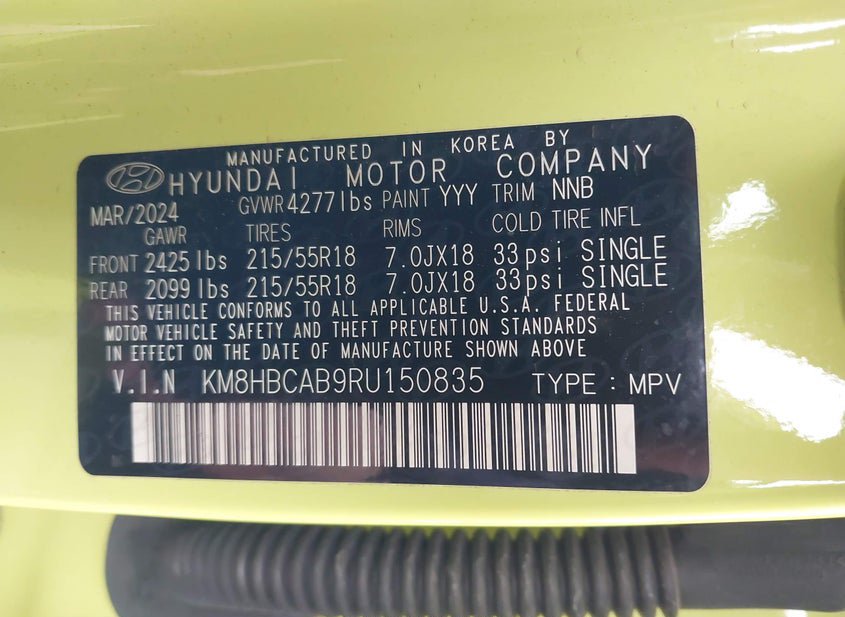 MANUFACTURED IN KOREA BY
HYUNDAI MOTOR COMPANY
MAR/2024 GVWR 4277lbs PAINT YYY TRIM NNB
GAWR TIRES RIMS COLD TIRE INFL
FRONT 2425 lbs 215/55R18 7.0JX18 33psi SINGLE
REAR 2099 lbs 215/55R18 7.0JX18 33psi SINGLE
THIS VEHICLE CONFORMS TO ALL APPLICABLE U.S.A. FEDERAL
MOTOR VEHICLE SAFETY AND THEFT PREVENTION STANDARDS
IN EFFECT ON THE DATE OF MANUFACTURE SHOWN ABOVE
V.I.N KM8HBCAB9RU150835 TYPE : MPV